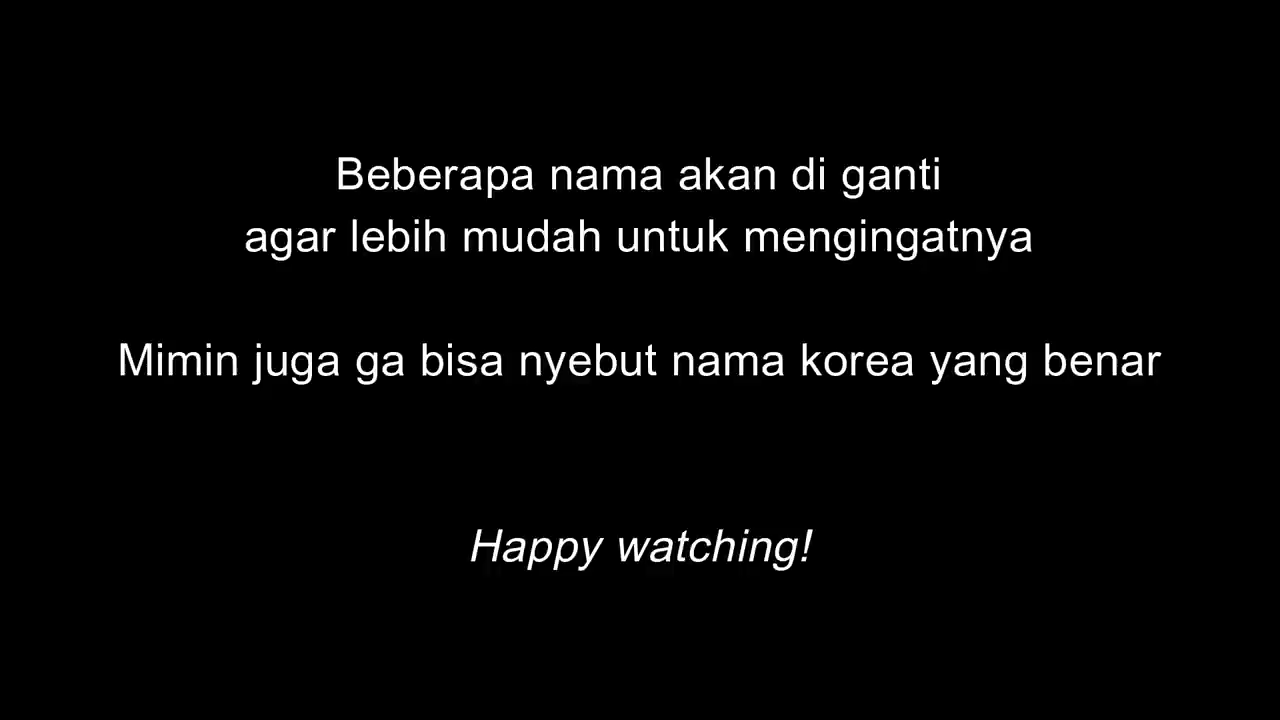 Beberapa nama akan di ganti
agar lebih mudah untuk mengingatnya
Mimin juga ga bisa nyebut nama korea yang benar
Happy watching!